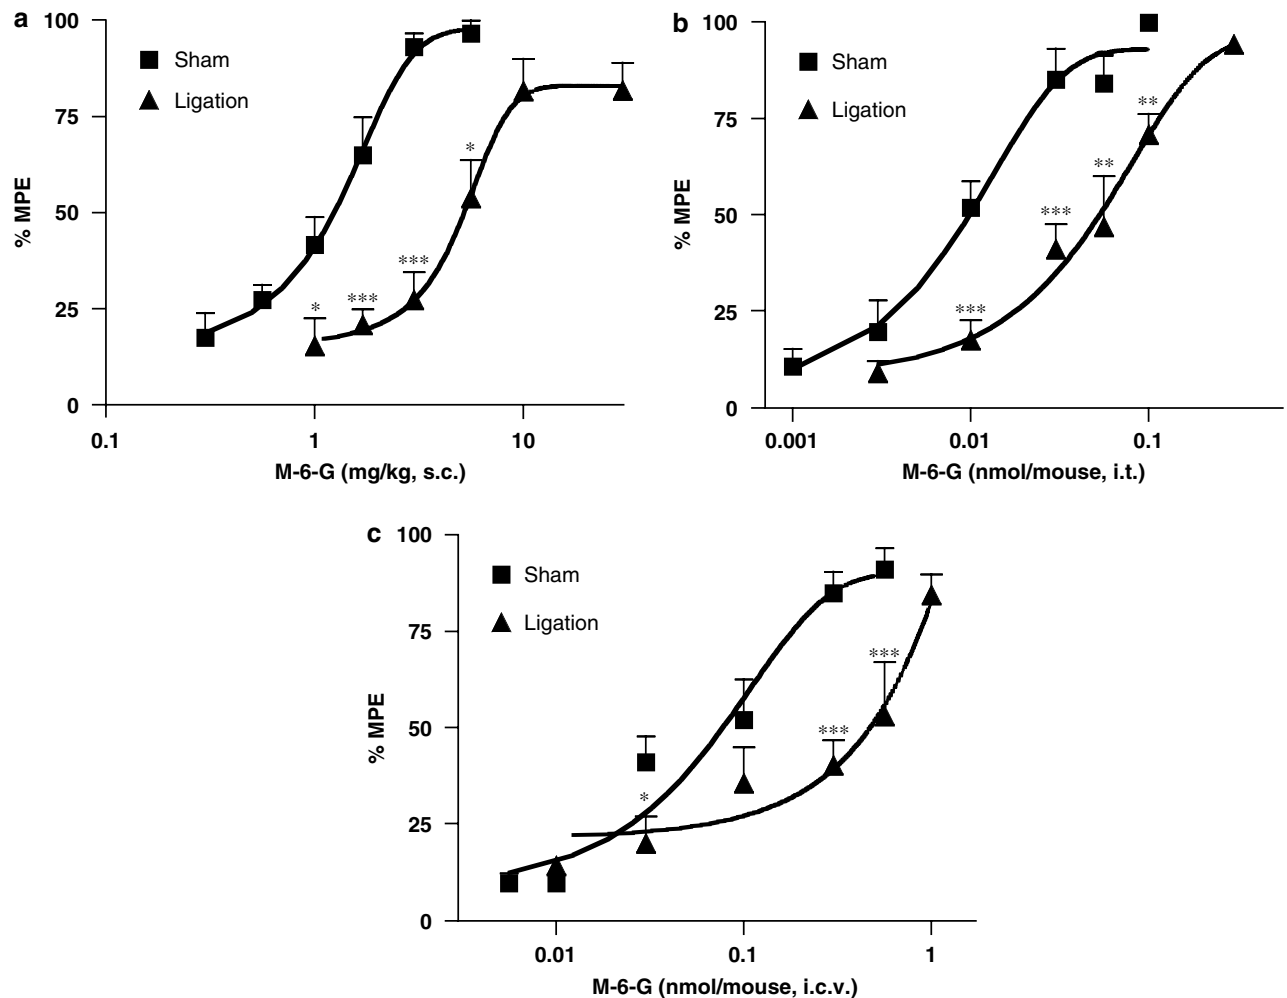 a
100
75
50
25
0
% MPE
Sham
Ligation
*
***
***
*
0.1 1 10
M-6-G (mg/kg, s.c.)
b
100
75
50
25
0
% MPE
Sham
Ligation
***
***
**
**
0.001 0.01 0.1
M-6-G (nmol/mouse, i.t.)
c
100
75
50
25
0
% MPE
Sham
Ligation
*
***
***
0.01 0.1 1
M-6-G (nmol/mouse, i.c.v.)